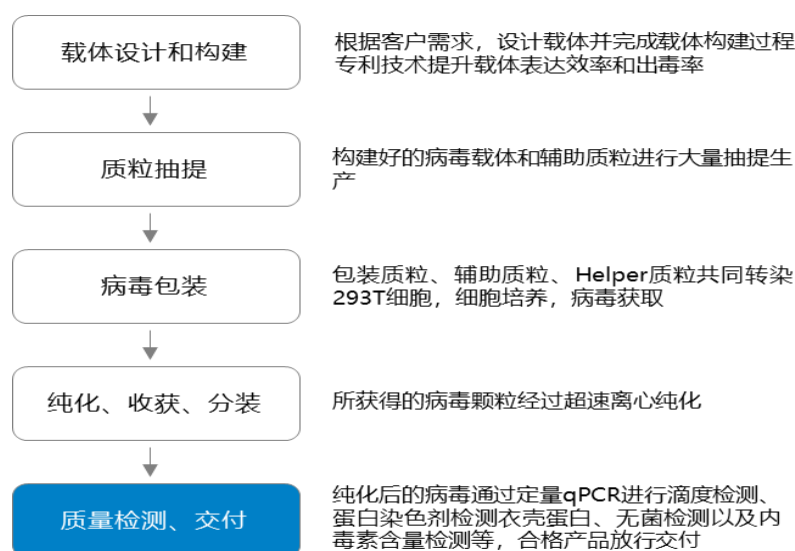 载体设计和构建
根据客户需求，设计载体并完成载体构建过程
专利技术提升载体表达效率和出毒率
质粒抽提
构建好的病毒载体和辅助质粒进行大量抽提生
产
病毒包装
包装质粒、辅助质粒、Helper质粒共同转染
293T细胞，细胞培养，病毒获取
纯化、收获、分装
所获得的病毒颗粒经过超速离心纯化
质量检测、交付
纯化后的病毒通过定量qPCR进行滴度检测、
蛋白染色剂检测衣壳蛋白、无菌检测以及内
毒素含量检测等，合格产品放行交付